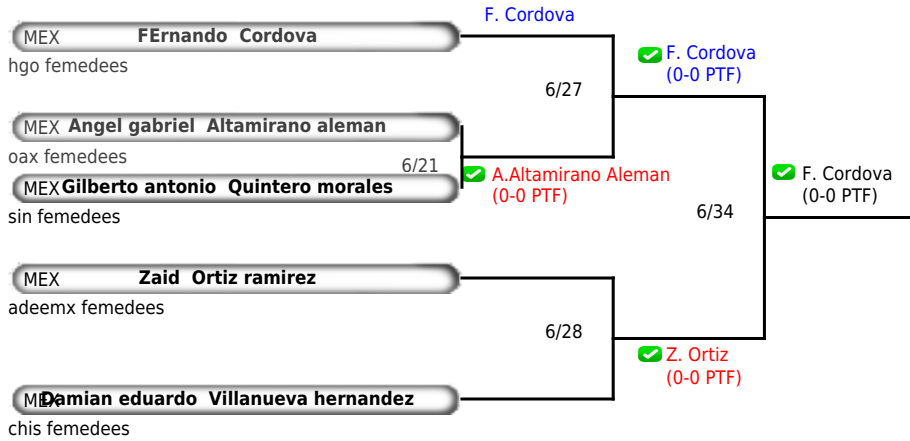 F. Cordova
MEX FErnando Cordova
hgo femedees
F. Cordova
(0-0 PTF)
6/27
MEX Angel gabriel Altamirano aleman
oax femedees
6/21
A.Altamirano Aleman
(0-0 PTF)
MEX Gilberto antonio Quintero morales
sin femedees
F. Cordova
(0-0 PTF)
6/34
MEX Zaid Ortiz ramirez
adeemx femedees
6/28
Z. Ortiz
(0-0 PTF)
MEX Damian eduardo Villanueva hernandez
chis femedees